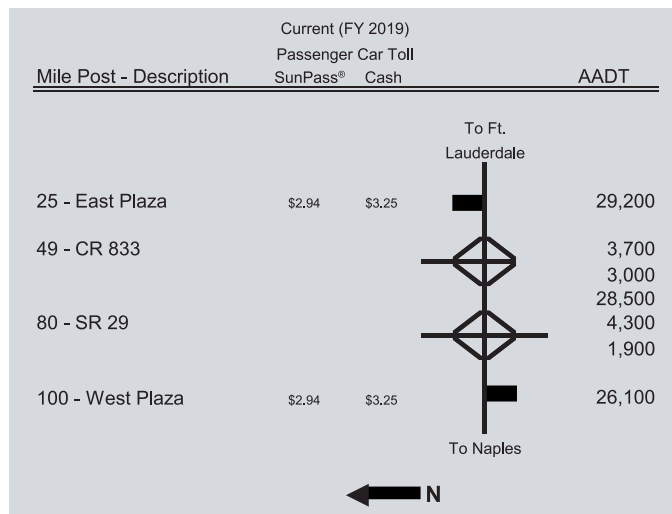 Current (FY 2019)
Passenger Car Toll
Mile Post - Description SunPass® Cash AADT
To Ft.
Lauderdale
25 - East Plaza $2.94 $3.25 29,200
49 - CR 833 3,700
3,000
28,500
80 - SR 29 4,300
1,900
100 - West Plaza $2.94 $3.25 26,100
To Naples
N